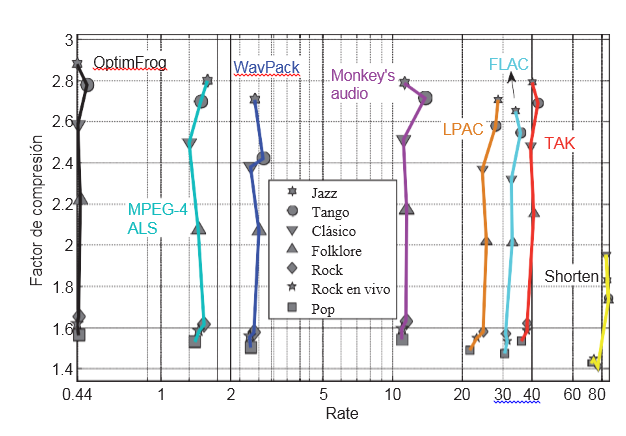 3
2.8
2.6
2.4
2.2
2
1.8
1.6
1.4
Factor de compresión
OptimFrog
MPEG-4
ALS
WavPack
Monkey's
audio
LPAC
FLAC
TAK
Shorten
Jazz
Tango
Clásico
Folklore
Rock
Rock en vivo
Pop
0.44 1 2 5 10 20 30 40 60 80
Rate